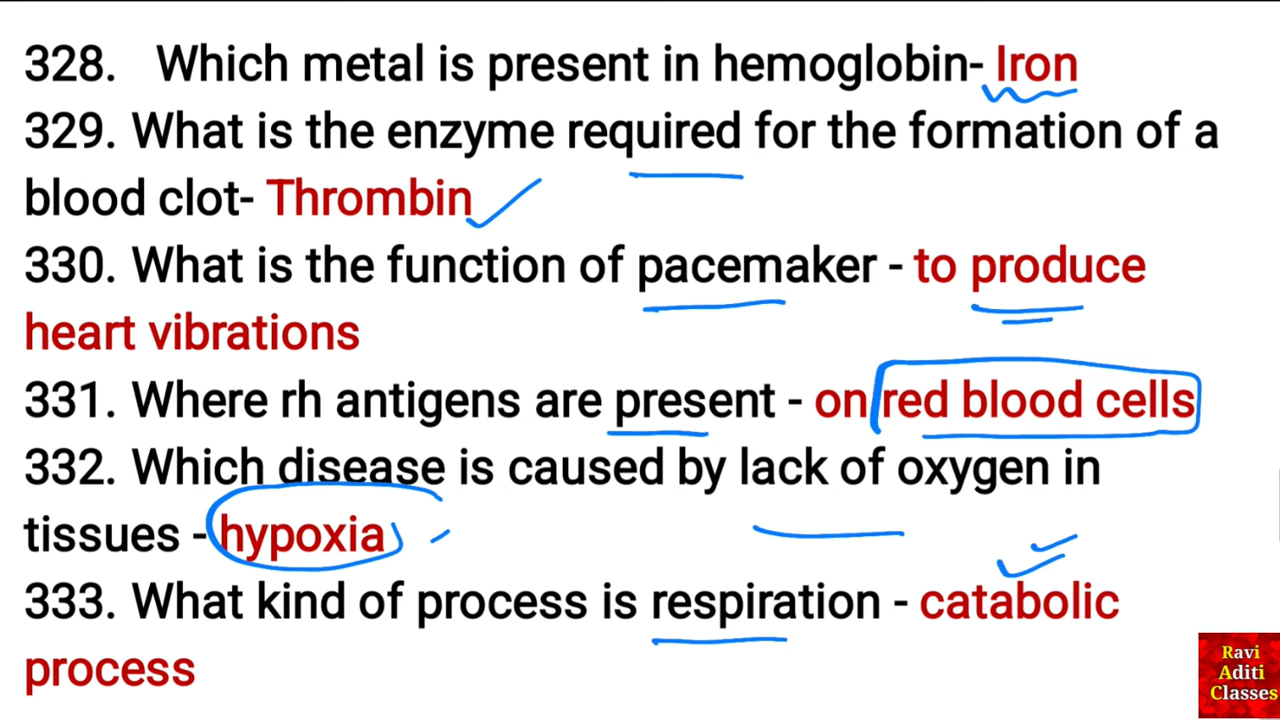 328. Which metal is present in hemoglobin- Iron
329. What is the enzyme required for the formation of a
blood clot- Thrombin
330. What is the function of pacemaker - to produce
heart vibrations
331. Where rh antigens are present - on red blood cells
332. Which disease is caused by lack of oxygen in
tissues - hypoxia
333. What kind of process is respiration - catabolic
process
Ravi
Aditi
Classes